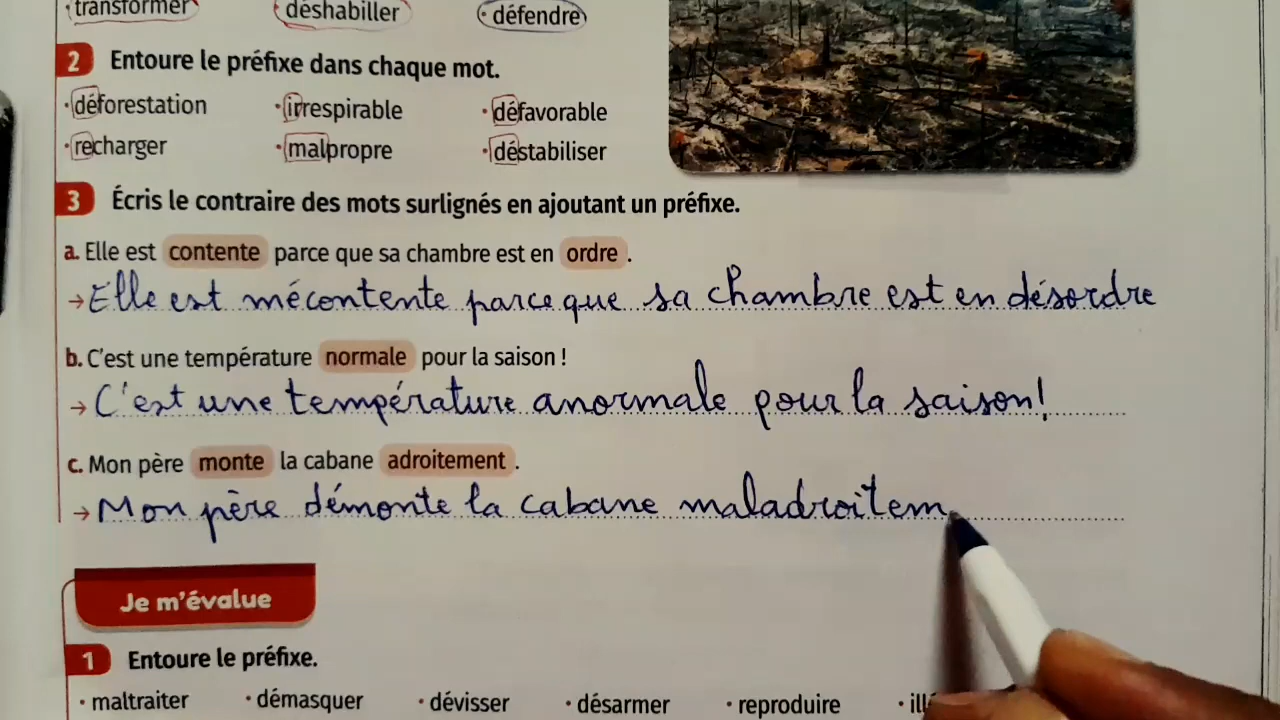 · transformer · déshabiller · défendre
2 Entoure le préfixe dans chaque mot.
· déforestation · irrespirable · défavorable
· recharger · malpropre · déstabiliser
3 Écris le contraire des mots surlignés en ajoutant un préfixe.
a. Elle est contente parce que sa chambre est en ordre.
→ Elle est mécontente parce que sa chambre est en désordre
b. C'est une température normale pour la saison !
→ C'est une température anormale pour la saison!
c. Mon père monte la cabane adroitement.
→ Mon père démonte la cabane maladroitem
Je m'évalue
1 Entoure le préfixe.
· maltraiter · démasquer · dévisser · désarmer · reproduire